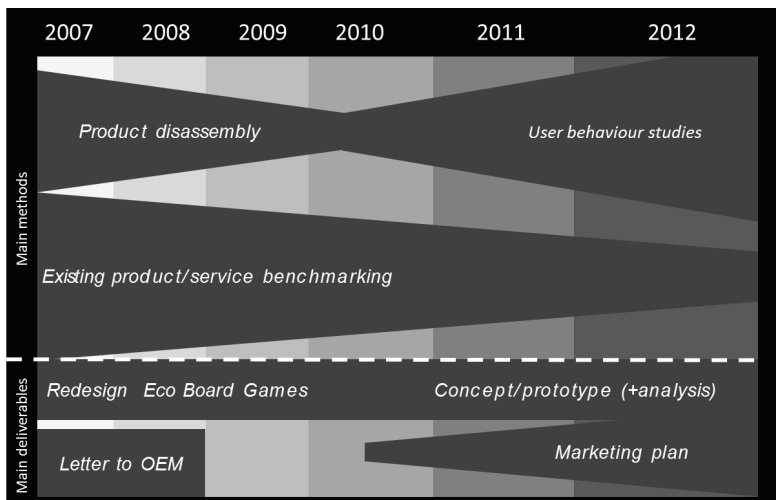 2007 2008 2009 2010 2011 2012
Main methods
Product disassembly
User behaviour studies
Existing product/service benchmarking
Main deliverables
Redesign Eco Board Games
Concept/prototype (+analysis)
Letter to OEM
Marketing plan